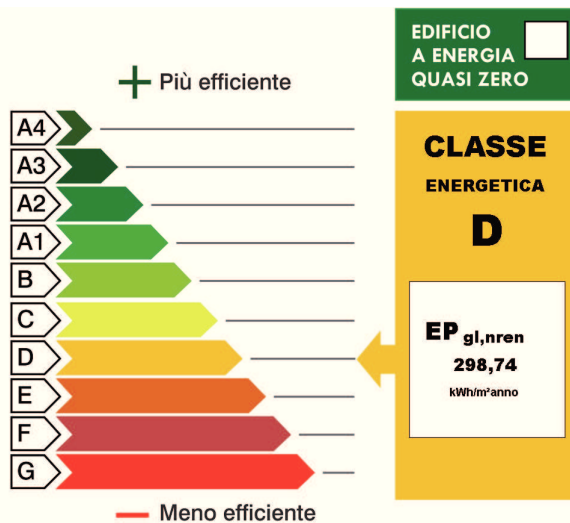 EDIFICIO
A ENERGIA
QUASI ZERO
+ Più efficiente
A4
A3
A2
A1
B
C
D
E
F
G
— Meno efficiente
CLASSE
ENERGETICA
D
EP gl,nren
298,74
kWh/m²anno